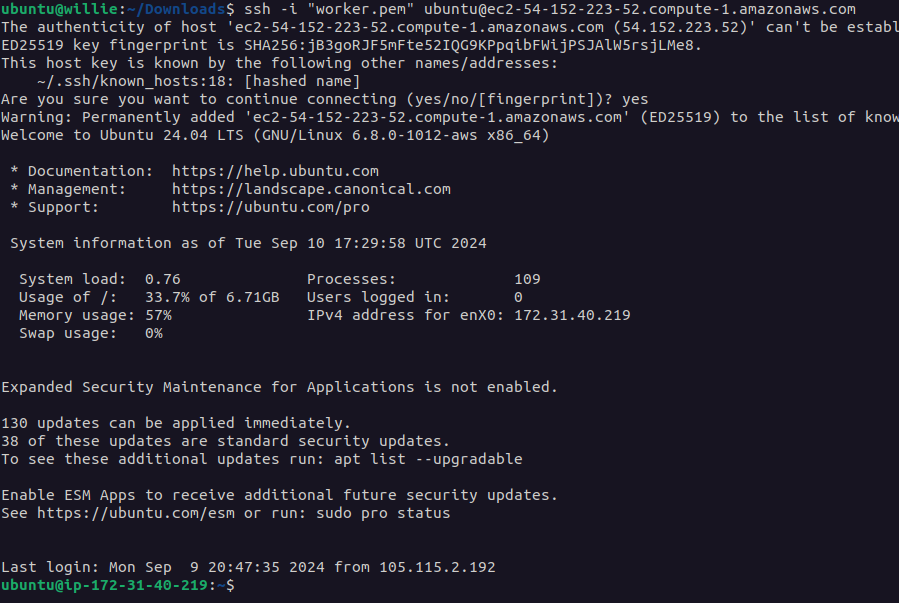 ubuntu@willie:~/Downloads$ ssh -i "worker.pem" ubuntu@ec2-54-152-223-52.compute-1.amazonaws.com
The authenticity of host 'ec2-54-152-223-52.compute-1.amazonaws.com (54.152.223.52)' can't be establ
ED25519 key fingerprint is SHA256:jB3goRJF5mFte52IQG9KPpqibFWijPSJAlW5rsjLMe8.
This host key is known by the following other names/addresses:
    ~/.ssh/known_hosts:18: [hashed name]
Are you sure you want to continue connecting (yes/no/[fingerprint])? yes
Warning: Permanently added 'ec2-54-152-223-52.compute-1.amazonaws.com' (ED25519) to the list of know
Welcome to Ubuntu 24.04 LTS (GNU/Linux 6.8.0-1012-aws x86_64)

 * Documentation:  https://help.ubuntu.com
 * Management:     https://landscape.canonical.com
 * Support:        https://ubuntu.com/pro

 System information as of Tue Sep 10 17:29:58 UTC 2024

  System load:  0.76              Processes:             109
  Usage of /:   33.7% of 6.71GB   Users logged in:       0
  Memory usage: 57%               IPv4 address for enX0: 172.31.40.219
  Swap usage:   0%

Expanded Security Maintenance for Applications is not enabled.

130 updates can be applied immediately.
38 of these updates are standard security updates.
To see these additional updates run: apt list --upgradable

Enable ESM Apps to receive additional future security updates.
See https://ubuntu.com/esm or run: sudo pro status

Last login: Mon Sep  9 20:47:35 2024 from 105.115.2.192
ubuntu@ip-172-31-40-219:~$